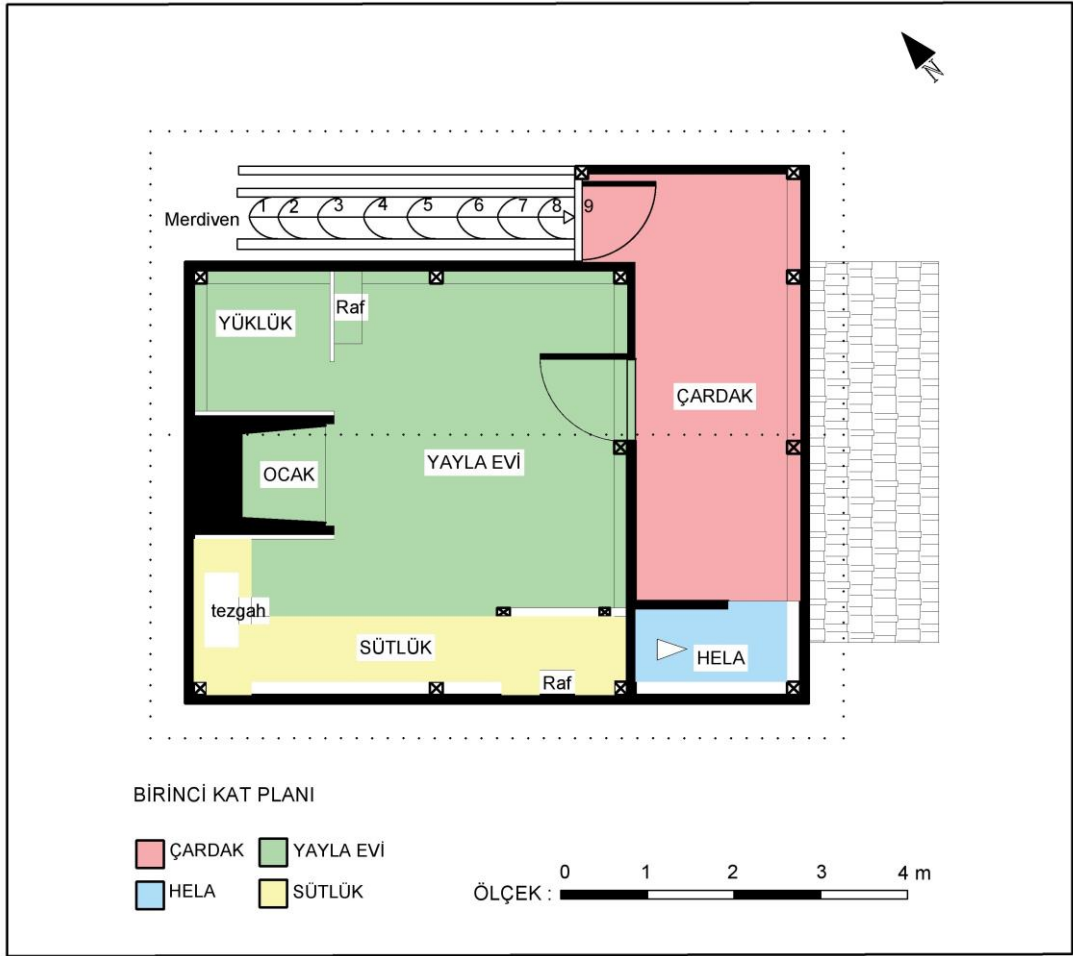 N
Merdiven
1 2 3 4 5 6 7 8 9
YÜKLÜK
Raf
ÇARDAK
OCAK
YAYLA EVİ
tezgah
SÜTLÜK
Raf
HELA
BİRİNCİ KAT PLANI
ÇARDAK
YAYLA EVİ
HELA
SÜTLÜK
ÖLÇEK :
0 1 2 3 4 m